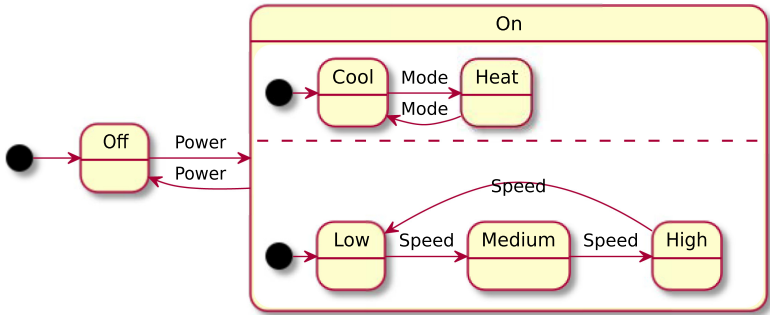 On
Cool
Mode
Heat
Mode
Off
Power
Power
Speed
Low
Speed
Medium
Speed
High